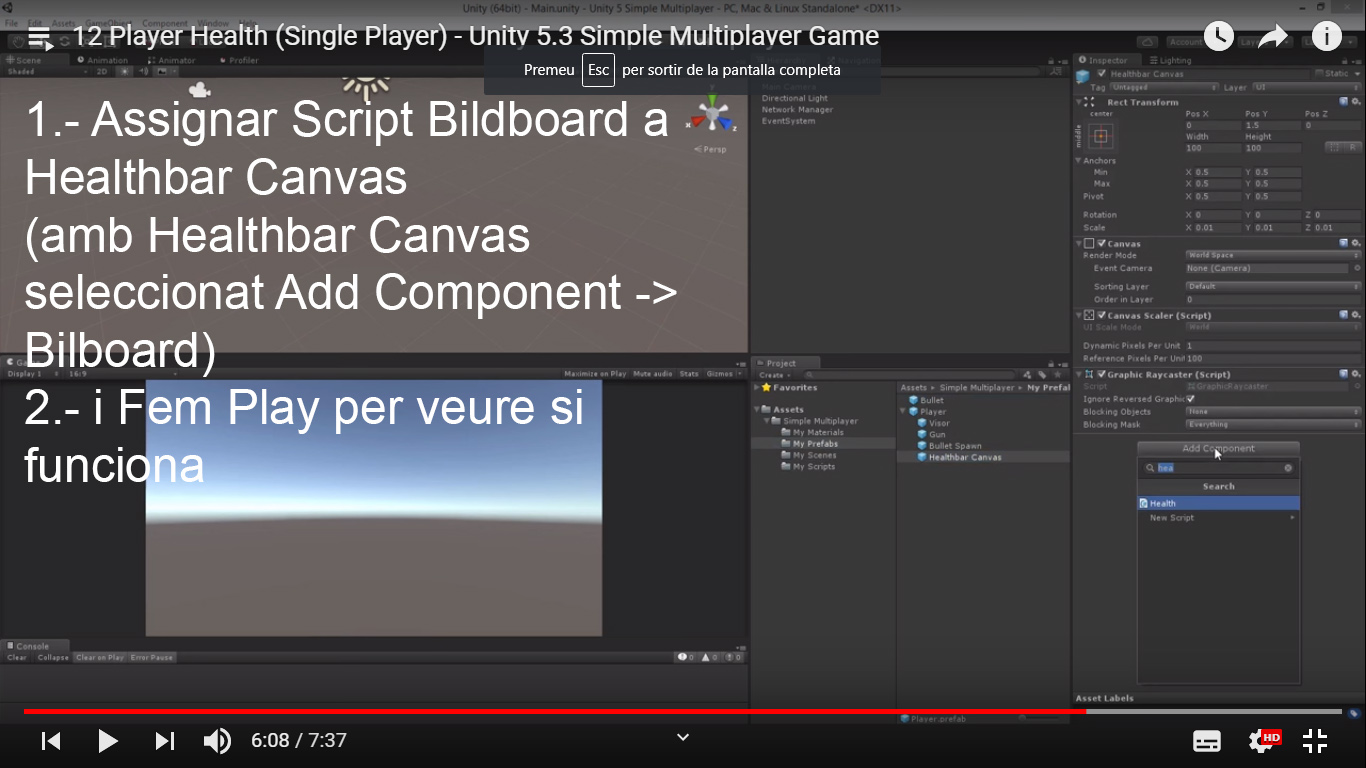 Unity (64bit) - Main.unity - Unity 5 Simple Multiplayer - PC, Mac & Linux Standalone* <DX11>
File Edit Assets GameObject Component Window Help
12 Player Health (Single Player) - Unity 5.3 Simple Multiplayer Game
Premeu Esc per sortir de la pantalla completa
Account
Scene Animation Animator Profiler
Shaded 2D
Persp
1.- Assignar Script Bildboard a
Healthbar Canvas
(amb Healthbar Canvas
seleccionat Add Component ->
Bilboard)
2.- i Fem Play per veure si
funciona
Directional Light
Network Manager
EventSystem
Display 1 16:9 Maximize on Play Mute audio Stats Gizmos
Console
Clear Collapse Clear on Play Error Pause 0 0 0
Project
Create
Favorites
Assets
Simple Multiplayer
My Materials
My Prefabs
My Scenes
My Scripts
Assets ▸ Simple Multiplayer ▸ My Prefal
Bullet
Player
Visor
Gun
Bullet Spawn
Healthbar Canvas
Player.prefab
Inspector Lighting
Healthbar Canvas Static
Tag Untagged Layer UI
Rect Transform
center Pos X Pos Y Pos Z
middle 0 1.5 0
Width Height
100 100 R
Anchors
Min X 0.5 Y 0.5
Max X 0.5 Y 0.5
Pivot X 0.5 Y 0.5
Rotation X 0 Y 0 Z 0
Scale X 0.01 Y 0.01 Z 0.01
Canvas
Render Mode World Space
Event Camera None (Camera)
Sorting Layer Default
Order in Layer 0
Canvas Scaler (Script)
UI Scale Mode World
Dynamic Pixels Per Unit 1
Reference Pixels Per Unit 100
Graphic Raycaster (Script)
Script GraphicRaycaster
Ignore Reversed Graphic
Blocking Objects None
Blocking Mask Everything
Add Component
hea
Search
Health
New Script
Asset Labels
6:08 / 7:37
HD